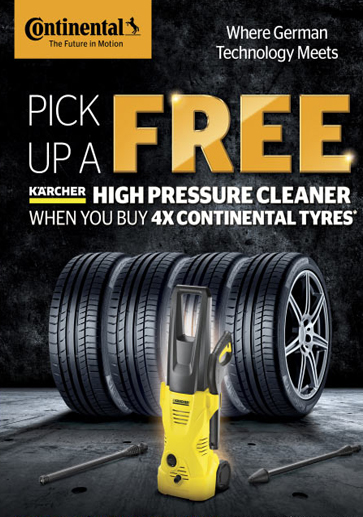 Continental
The Future in Motion
Where German
Technology Meets
PICK
UP A
FREE
KÄRCHER HIGH PRESSURE CLEANER
WHEN YOU BUY 4X CONTINENTAL TYRES*
KÄRCHER